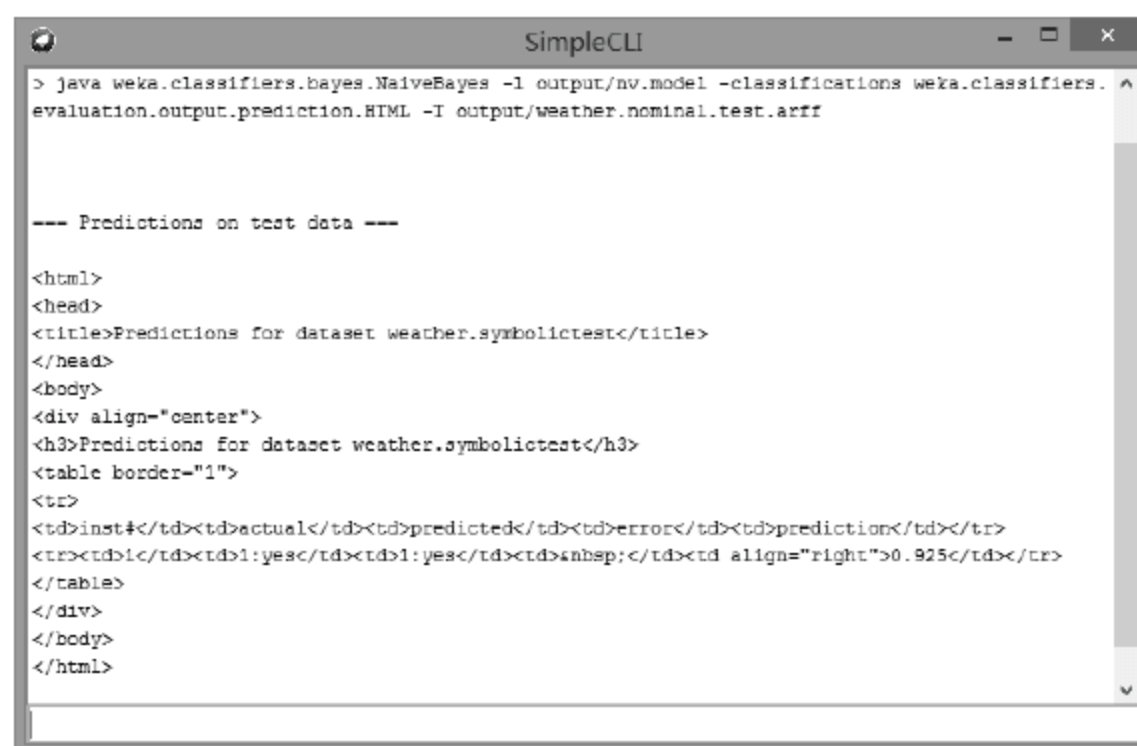 SimpleCLI
> java weka.classifiers.bayes.NaiveBayes -l output/nv.model -classifications weka.classifiers.
evaluation.output.prediction.HTML -T output/weather.nominal.test.arff
=== Predictions on test data ===
<html>
<head>
<title>Predictions for dataset weather.symbolictest</title>
</head>
<body>
<div align="center">
<h3>Predictions for dataset weather.symbolictest</h3>
<table border="1">
<tr>
<td>inst#</td><td>actual</td><td>predicted</td><td>error</td><td>prediction</td></tr>
<tr><td>1</td><td>1:yes</td><td>1:yes</td><td>&nbsp;</td><td align="right">0.925</td></tr>
</table>
</div>
</body>
</html>